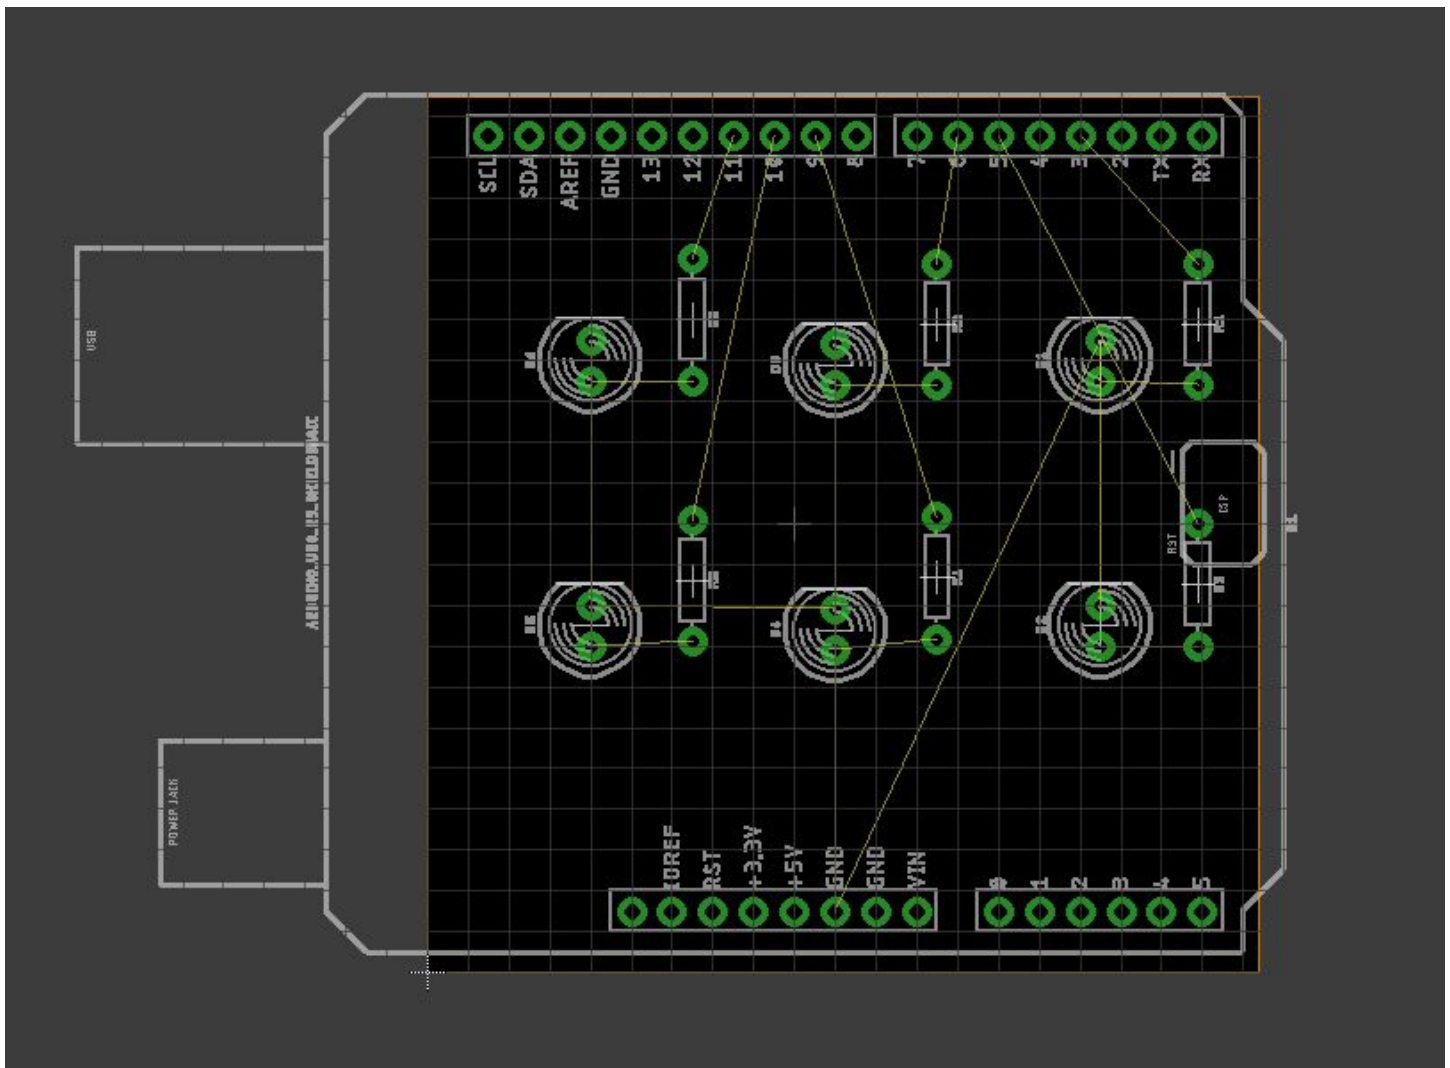 SCL
SDA
AREF
GND
13
12
11
10
9
8
7
6
5
4
3
2
TX
RX
USB
ISP
RST
POWER JACK
IOREF
RST
+3.3V
+5V
GND
GND
VIN
0
1
2
3
4
5